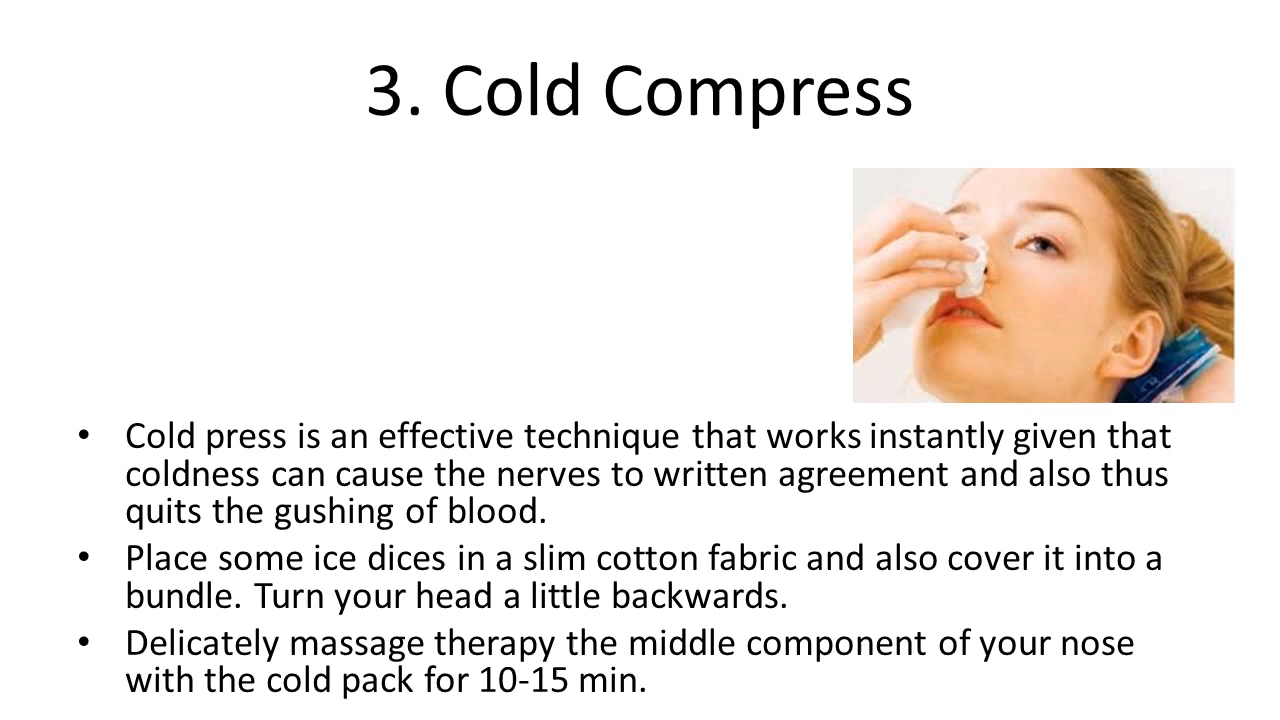 3. Cold Compress
• Cold press is an effective technique that works instantly given that
coldness can cause the nerves to written agreement and also thus
quits the gushing of blood.
• Place some ice dices in a slim cotton fabric and also cover it into a
bundle. Turn your head a little backwards.
• Delicately massage therapy the middle component of your nose
with the cold pack for 10-15 min.